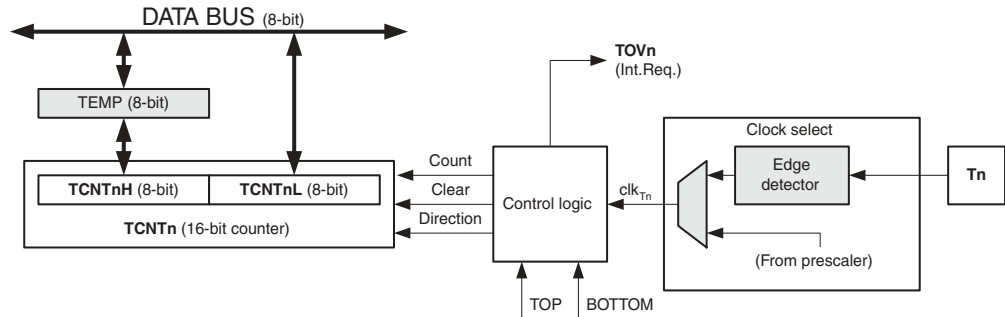 DATA BUS (8-bit)
TOVn
(Int.Req.)
TEMP (8-bit)
Clock select
Count
TCNTnH (8-bit) TCNTnL (8-bit)
Clear
Control logic
clkTn
Edge
detector
Tn
TCNTn (16-bit counter)
Direction
(From prescaler)
TOP
BOTTOM